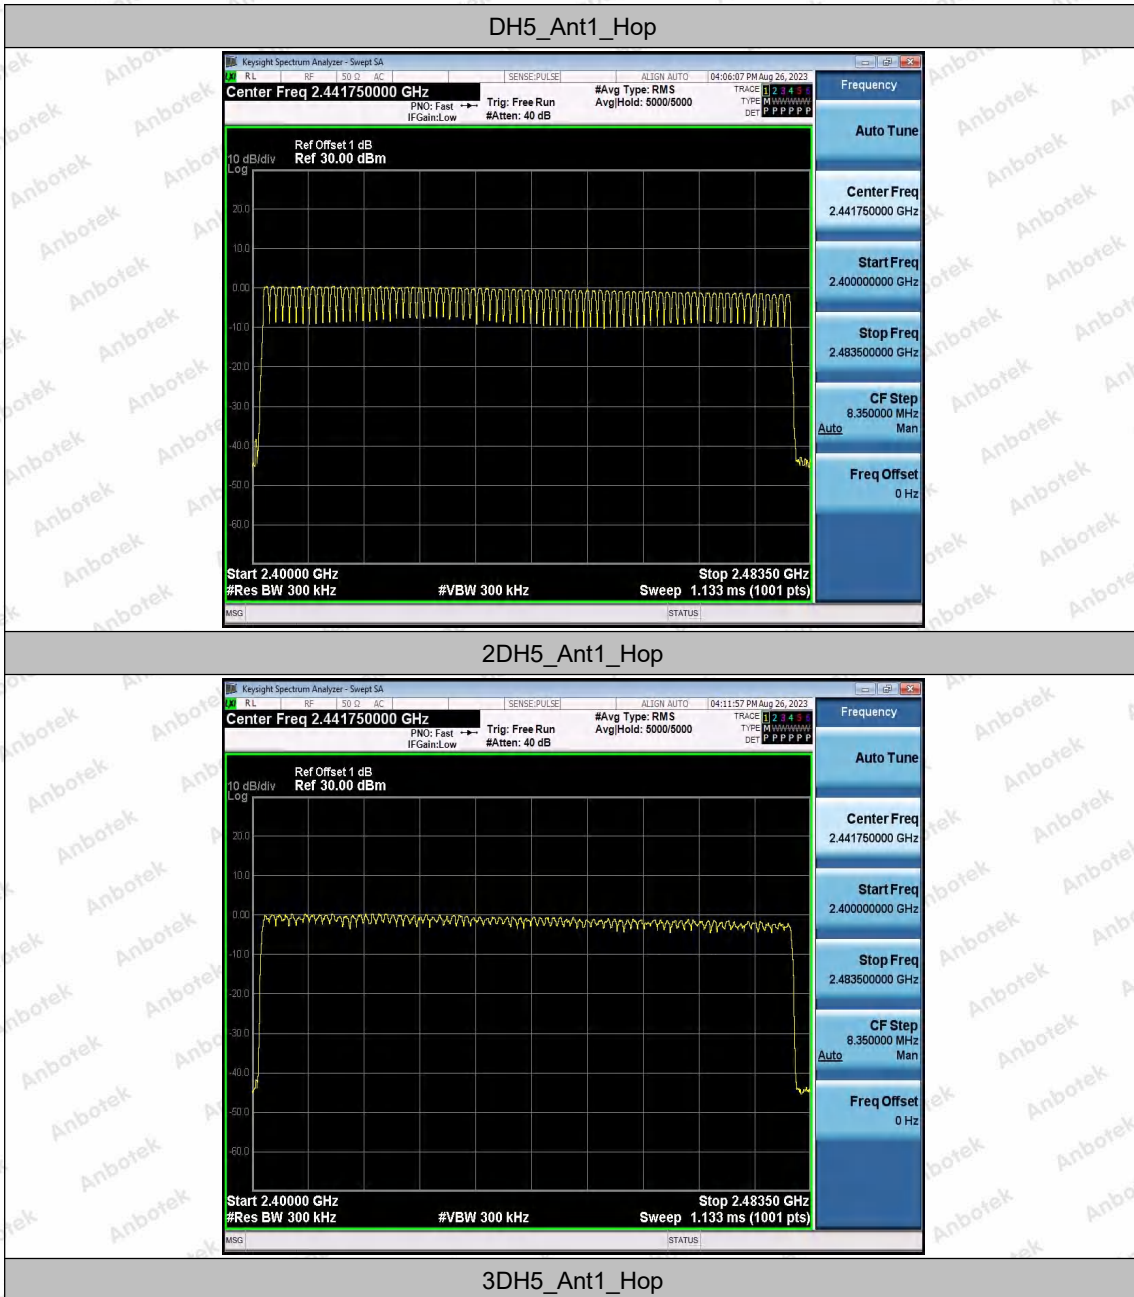 DH5_Ant1_Hop
Keysight Spectrum Analyzer - Swept SA
RL RF 50 Ω AC SENSE:PULSE ALIGN AUTO 04:06:07 PM Aug 26, 2023
Center Freq 2.441750000 GHz #Avg Type: RMS TRACE 1 2 3 4 5 6
PNO: Fast Trig: Free Run Avg|Hold: 5000/5000 TYPE M WWWWW
IFGain:Low #Atten: 40 dB DET P P P P P P
Frequency
Auto Tune
Ref Offset 1 dB
10 dB/div Ref 30.00 dBm
Log
20.0
10.0
0.00
-10.0
-20.0
-30.0
-40.0
-50.0
-60.0
Center Freq
2.441750000 GHz
Start Freq
2.400000000 GHz
Stop Freq
2.483500000 GHz
CF Step
8.350000 MHz
Auto Man
Freq Offset
0 Hz
Start 2.40000 GHz Stop 2.48350 GHz
#Res BW 300 kHz #VBW 300 kHz Sweep 1.133 ms (1001 pts)
MSG STATUS
2DH5_Ant1_Hop
Keysight Spectrum Analyzer - Swept SA
RL RF 50 Ω AC SENSE:PULSE ALIGN AUTO 04:11:57 PM Aug 26, 2023
Center Freq 2.441750000 GHz #Avg Type: RMS TRACE 1 2 3 4 5 6
PNO: Fast Trig: Free Run Avg|Hold: 5000/5000 TYPE M WWWWW
IFGain:Low #Atten: 40 dB DET P P P P P P
Frequency
Auto Tune
Ref Offset 1 dB
10 dB/div Ref 30.00 dBm
Log
20.0
10.0
0.00
-10.0
-20.0
-30.0
-40.0
-50.0
-60.0
Center Freq
2.441750000 GHz
Start Freq
2.400000000 GHz
Stop Freq
2.483500000 GHz
CF Step
8.350000 MHz
Auto Man
Freq Offset
0 Hz
Start 2.40000 GHz Stop 2.48350 GHz
#Res BW 300 kHz #VBW 300 kHz Sweep 1.133 ms (1001 pts)
MSG STATUS
3DH5_Ant1_Hop